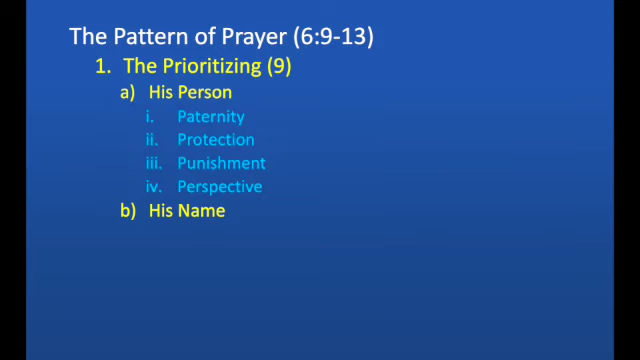 The Pattern of Prayer (6:9-13)
1. The Prioritizing (9)
a) His Person
i. Paternity
ii. Protection
iii. Punishment
iv. Perspective
b) His Name